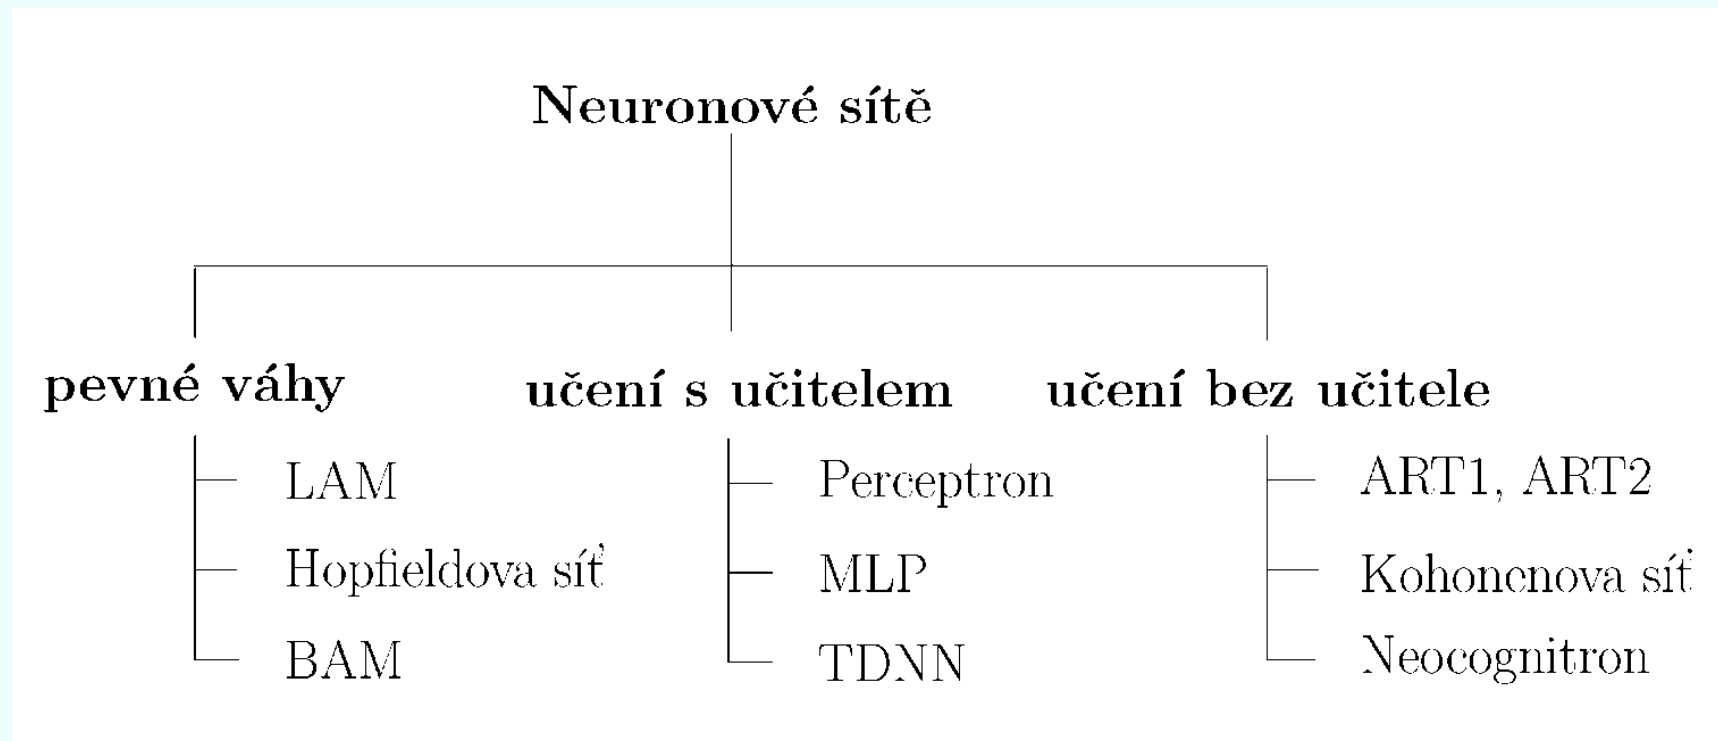 Neuronové sítě
pevné váhy
LAM
Hopfieldova síť
BAM
učení s učitelem
Perceptron
MLP
TDNN
učení bez učitele
ART1, ART2
Kohonenova síť
Neocognitron